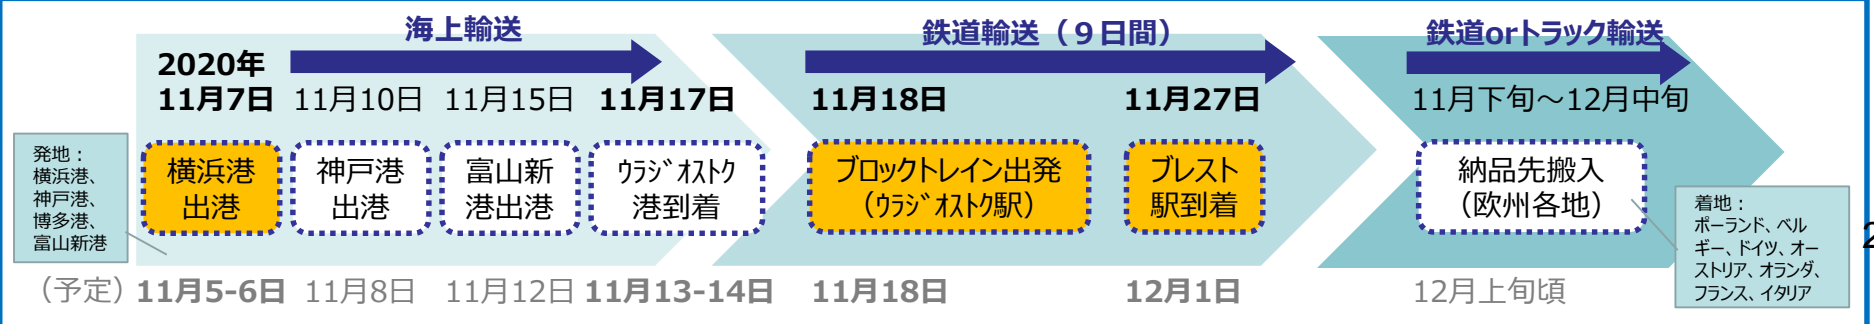 海上輸送
鉄道輸送（９日間）
鉄道orトラック輸送
2020年
11月7日 11月10日 11月15日 11月17日 11月18日 11月27日 11月下旬～12月中旬
発地：
横浜港、
神戸港、
博多港、
富山新港
横浜港
出港
神戸港
出港
富山新
港出港
ｳﾗｼﾞｵｽﾄｸ
港到着
ブロックトレイン出発
（ｳﾗｼﾞｵｽﾄｸ駅）
ブレスト
駅到着
納品先搬入
（欧州各地）
着地：
ポーランド、ベル
ギー、ドイツ、オー
ストリア、オランダ、
フランス、イタリア
（予定）11月5-6日 11月8日 11月12日 11月13-14日 11月18日 12月1日 12月上旬頃